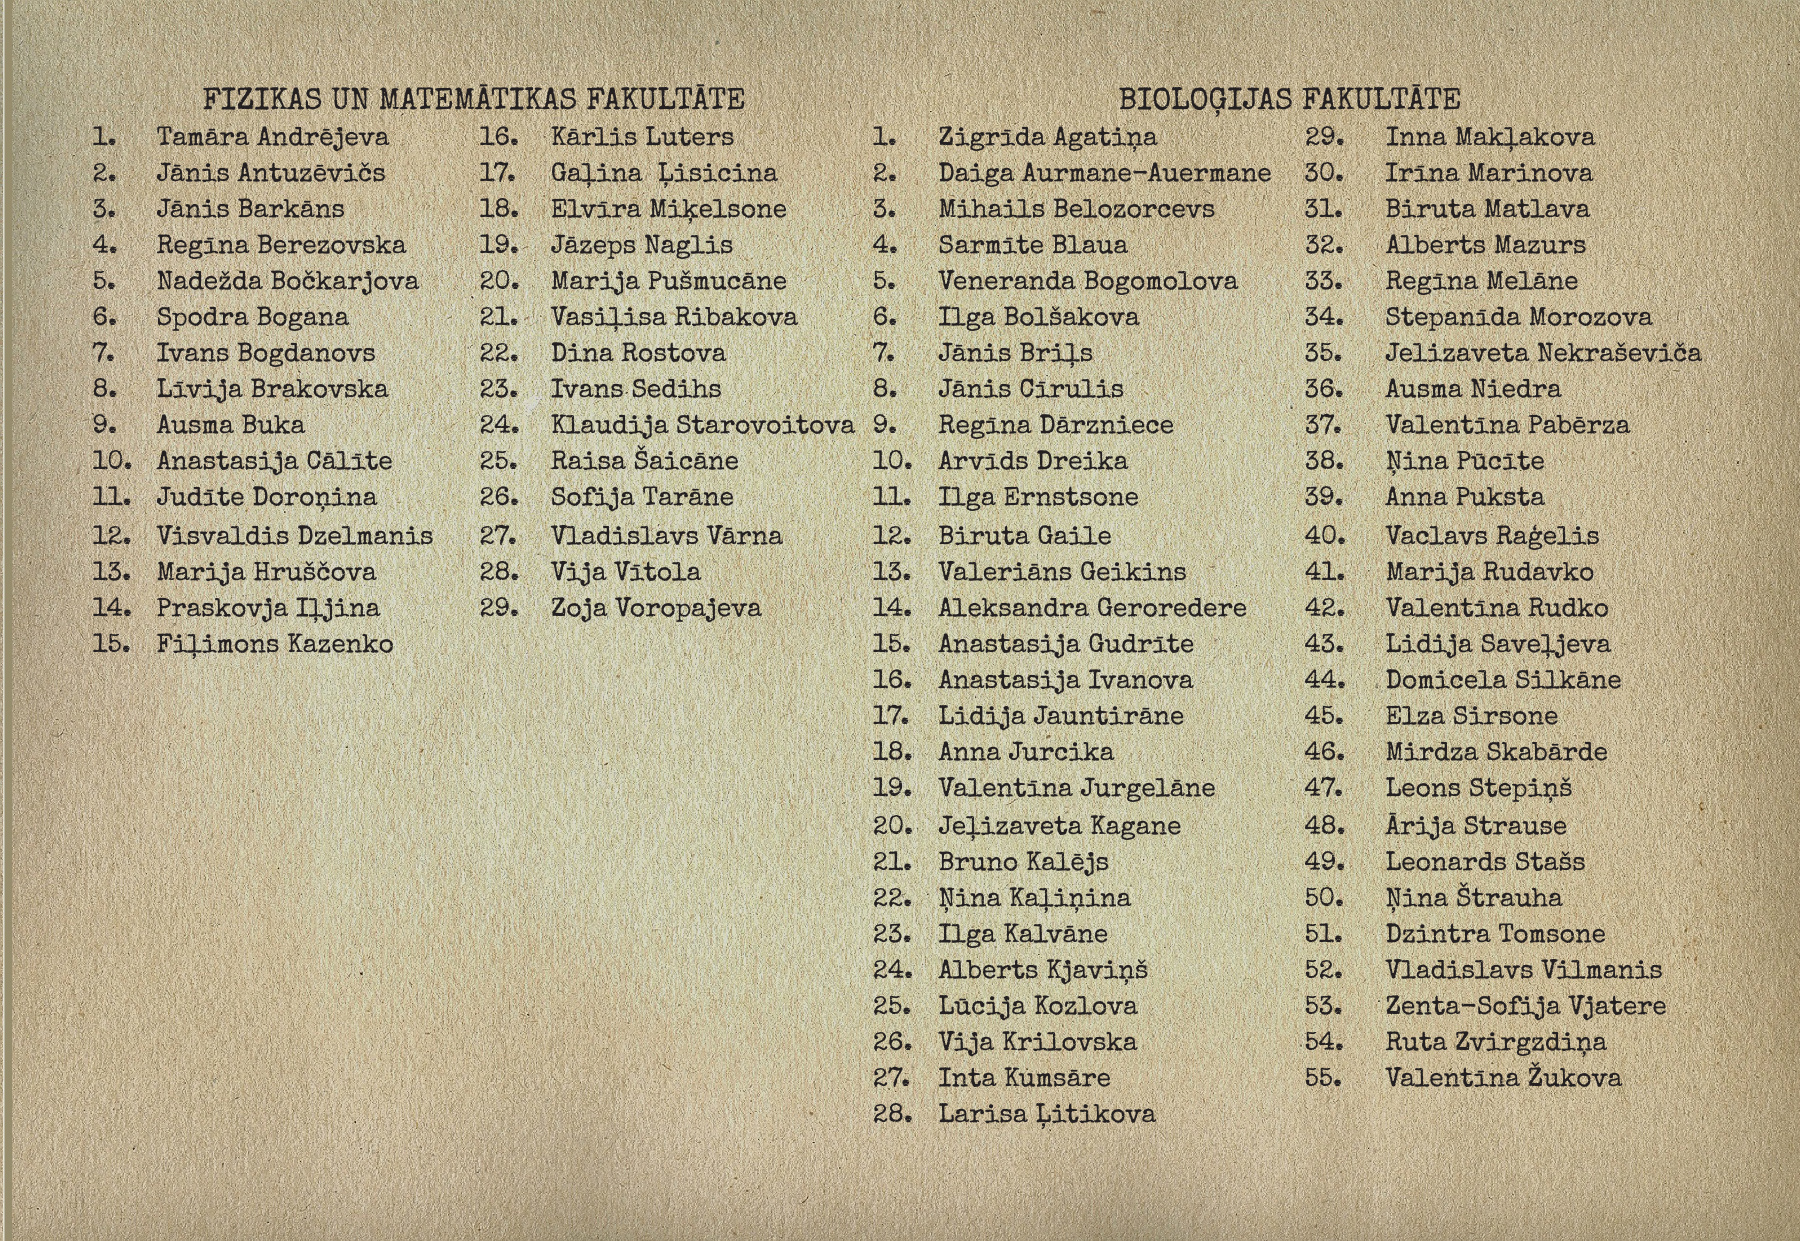 FIZIKAS UN MATEMĀTIKAS FAKULTĀTE
1. Tamāra Andrējeva
2. Jānis Antuzēvičs
3. Jānis Barkāns
4. Regīna Berezovska
5. Nadežda Bočkarjova
6. Spodra Bogana
7. Ivans Bogdanovs
8. Līvija Brakovska
9. Ausma Buka
10. Anastasija Cālīte
11. Judīte Doroņina
12. Visvaldis Dzelmanis
13. Marija Hruščova
14. Praskovja Iļjina
15. Fiļimons Kazenko
16. Kārlis Luters
17. Gaļina Ļisicina
18. Elvīra Miķelsone
19. Jāzeps Naglis
20. Marija Pušmucāne
21. Vasiļisa Ribakova
22. Dina Rostova
23. Ivans Sedihs
24. Klaudija Starovoitova
25. Raisa Šaicāne
26. Sofija Tarāne
27. Vladislavs Vārna
28. Vija Vītola
29. Zoja Voropajeva
BIOLOĢIJAS FAKULTĀTE
1. Zigrīda Agatiņa
2. Daiga Aurmane-Auermane
3. Mihails Belozorcevs
4. Sarmīte Blaua
5. Veneranda Bogomolova
6. Ilga Bolšakova
7. Jānis Briļs
8. Jānis Cīrulis
9. Regīna Dārzniece
10. Arvīds Dreika
11. Ilga Ernstsone
12. Biruta Gaile
13. Valeriāns Geikins
14. Aleksandra Geroredere
15. Anastasija Gudrīte
16. Anastasija Ivanova
17. Lidija Jauntirāne
18. Anna Jurcika
19. Valentīna Jurgelāne
20. Jeļizaveta Kagane
21. Bruno Kalējs
22. Ņina Kaļiņina
23. Ilga Kalvāne
24. Alberts Kjaviņš
25. Lūcija Kozlova
26. Vija Krilovska
27. Inta Kumsāre
28. Larisa Ļitikova
29. Inna Makļakova
30. Irīna Marinova
31. Biruta Matlava
32. Alberts Mazurs
33. Regīna Melāne
34. Stepanīda Morozova
35. Jelizaveta Nekraševiča
36. Ausma Niedra
37. Valentīna Pabērza
38. Ņina Pūcīte
39. Anna Puksta
40. Vaclavs Raģelis
41. Marija Rudavko
42. Valentīna Rudko
43. Lidija Saveļjeva
44. Domicela Silkāne
45. Elza Sirsone
46. Mirdza Skabārde
47. Leons Stepiņš
48. Ārija Strause
49. Leonards Stašs
50. Ņina Štrauha
51. Dzintra Tomsone
52. Vladislavs Vilmanis
53. Zenta-Sofija Vjatere
54. Ruta Zvirgzdiņa
55. Valentīna Žukova